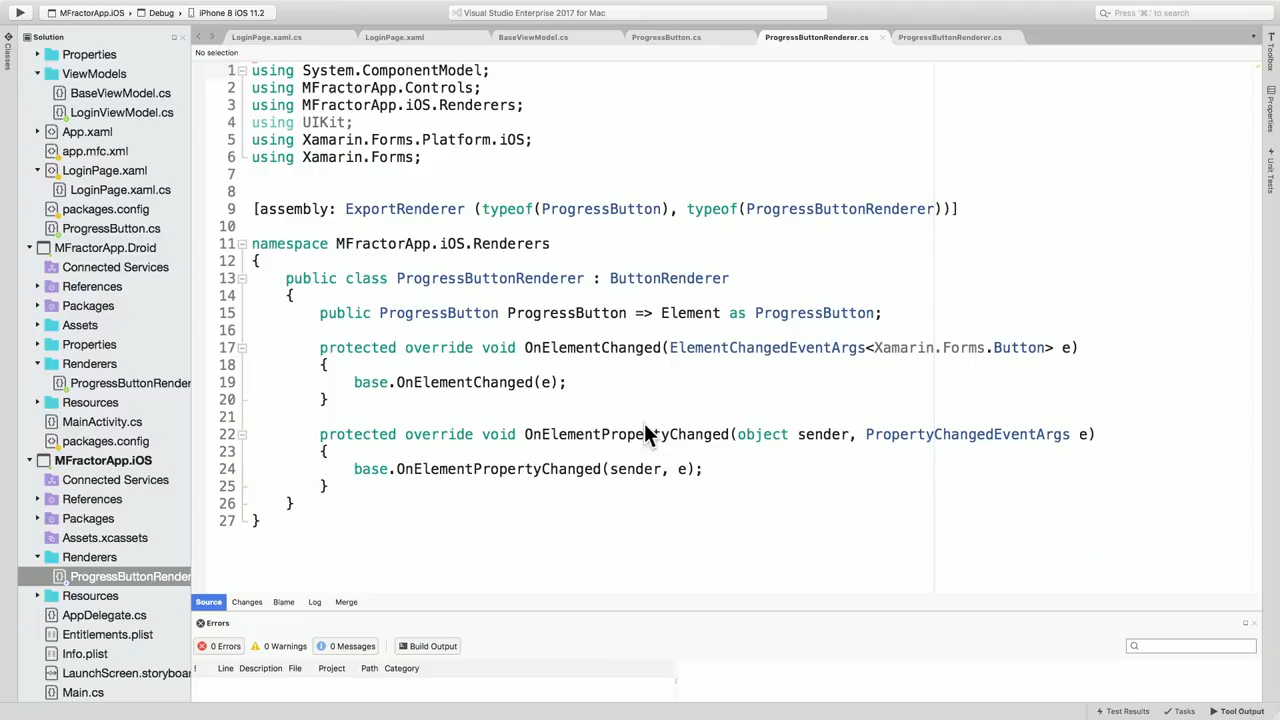 MFractorApp.iOS > Debug > iPhone 8 iOS 11.2
Visual Studio Enterprise 2017 for Mac
Press '⌘.' to search
Classes
Solution
Properties
ViewModels
BaseViewModel.cs
LoginViewModel.cs
App.xaml
app.mfc.xml
LoginPage.xaml
LoginPage.xaml.cs
packages.config
ProgressButton.cs
MFractorApp.Droid
Connected Services
References
Packages
Assets
Properties
Renderers
ProgressButtonRender
Resources
MainActivity.cs
packages.config
MFractorApp.iOS
Connected Services
References
Packages
Assets.xcassets
Renderers
ProgressButtonRender
Resources
AppDelegate.cs
Entitlements.plist
Info.plist
LaunchScreen.storyboar
Main.cs
LoginPage.xaml.cs
LoginPage.xaml
BaseViewModel.cs
ProgressButton.cs
ProgressButtonRenderer.cs
ProgressButtonRenderer.cs
No selection
1 using System.ComponentModel;
2 using MFractorApp.Controls;
3 using MFractorApp.iOS.Renderers;
4 using UIKit;
5 using Xamarin.Forms.Platform.iOS;
6 using Xamarin.Forms;
7
8
9 [assembly: ExportRenderer (typeof(ProgressButton), typeof(ProgressButtonRenderer))]
10
11 namespace MFractorApp.iOS.Renderers
12 {
13 public class ProgressButtonRenderer : ButtonRenderer
14 {
15 public ProgressButton ProgressButton => Element as ProgressButton;
16
17 protected override void OnElementChanged(ElementChangedEventArgs<Xamarin.Forms.Button> e)
18 {
19 base.OnElementChanged(e);
20 }
21
22 protected override void OnElementPropertyChanged(object sender, PropertyChangedEventArgs e)
23 {
24 base.OnElementPropertyChanged(sender, e);
25 }
26 }
27 }
Toolbox
Properties
Unit Tests
Source Changes Blame Log Merge
Errors
0 Errors 0 Warnings 0 Messages Build Output
! Line Description File Project Path Category
Test Results Tasks Tool Output